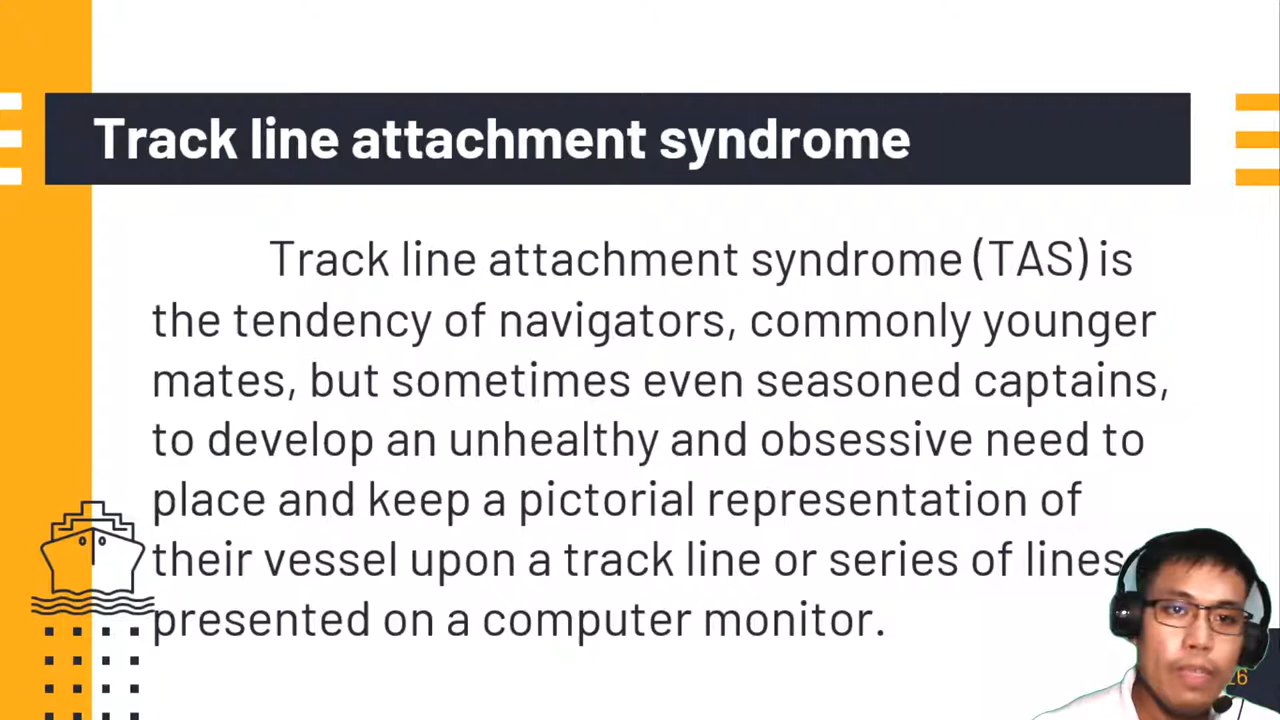 Track line attachment syndrome
Track line attachment syndrome (TAS) is
the tendency of navigators, commonly younger
mates, but sometimes even seasoned captains,
to develop an unhealthy and obsessive need to
place and keep a pictorial representation of
their vessel upon a track line or series of lines
presented on a computer monitor.
26